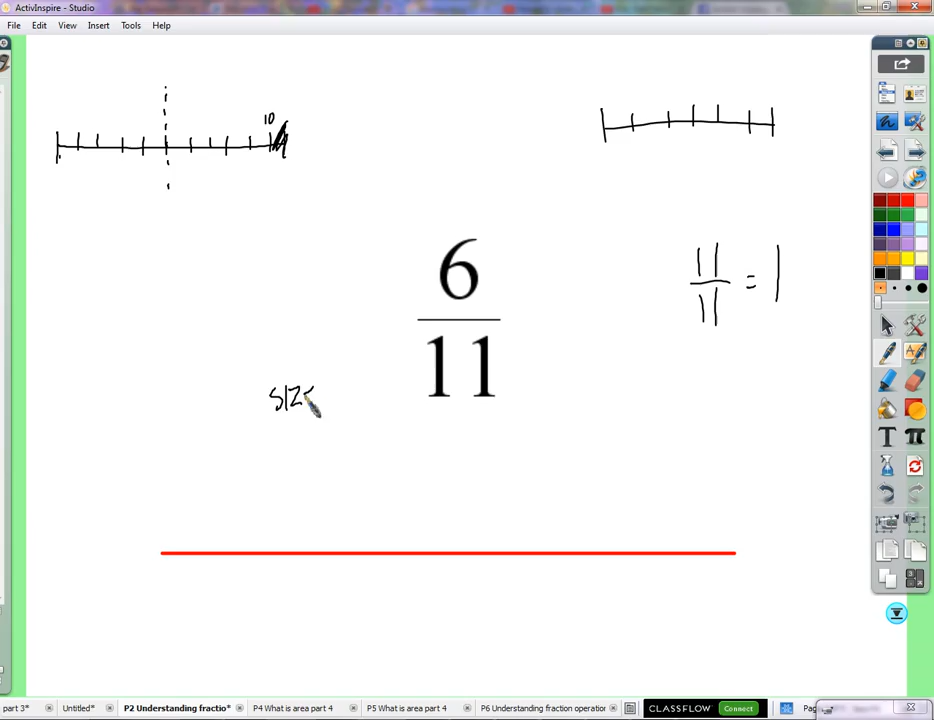 ActivInspire - Studio
File Edit View Insert Tools Help
10
6
11
11
11 = 1
SIZE
part 3* Untitled* P2 Understanding fractio* P4 What is area part 4 P5 What is area part 4 P6 Understanding fraction operation CLASSFLOW Connect Pag